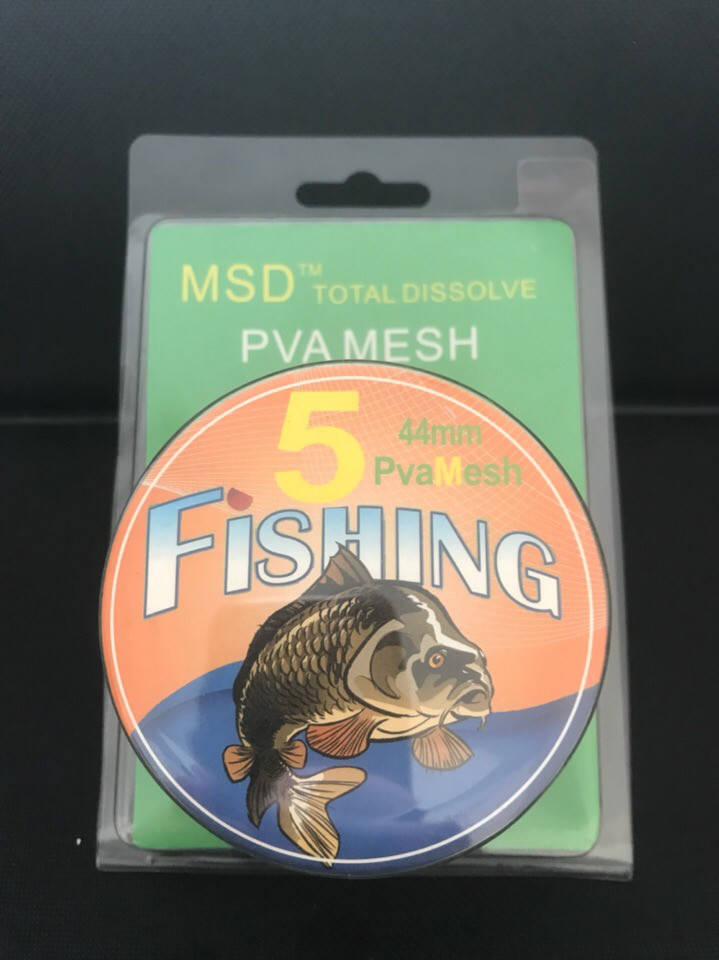 MSD™ TOTAL DISSOLVE
PVA MESH
5
44mm
PvaMesh
FiSHING